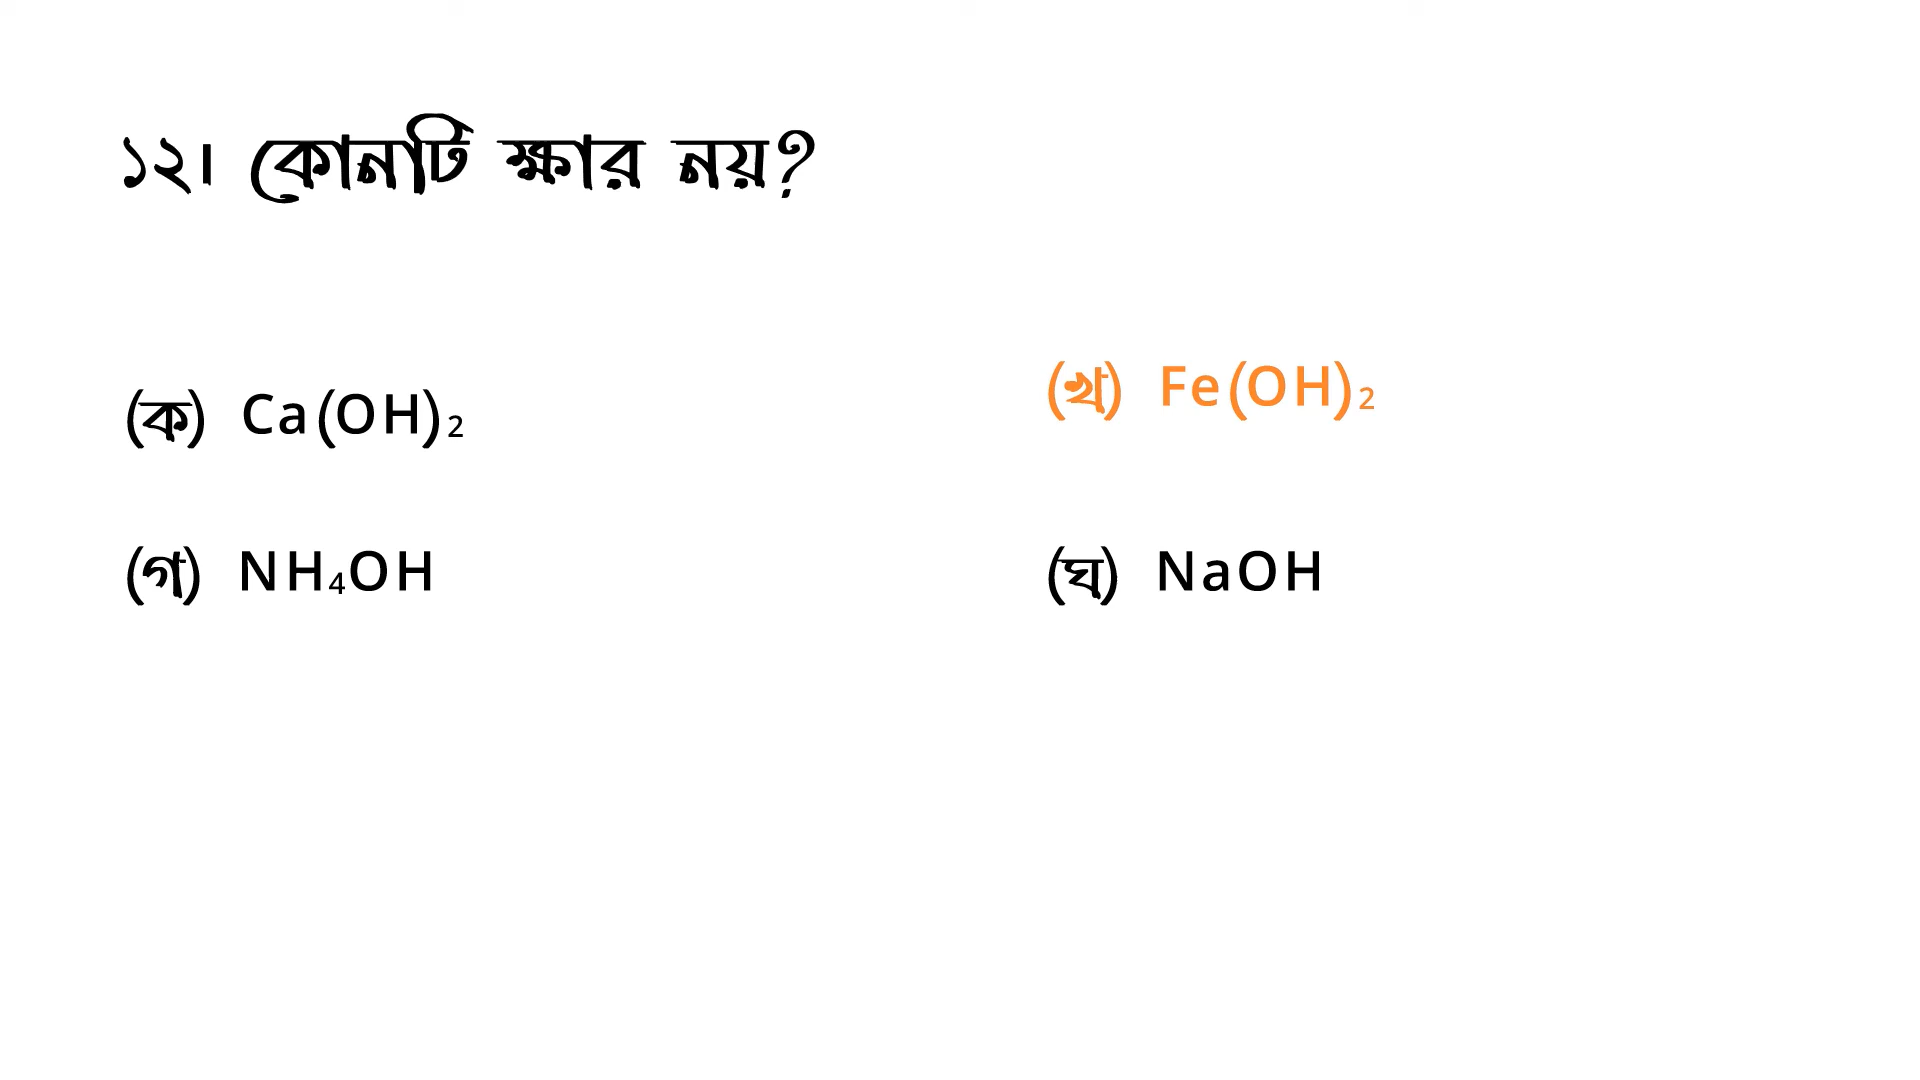 ১২। কোনটি ক্ষার নয়?
(ক) Ca(OH)₂
(খ) Fe(OH)₂
(গ) NH₄OH
(ঘ) NaOH